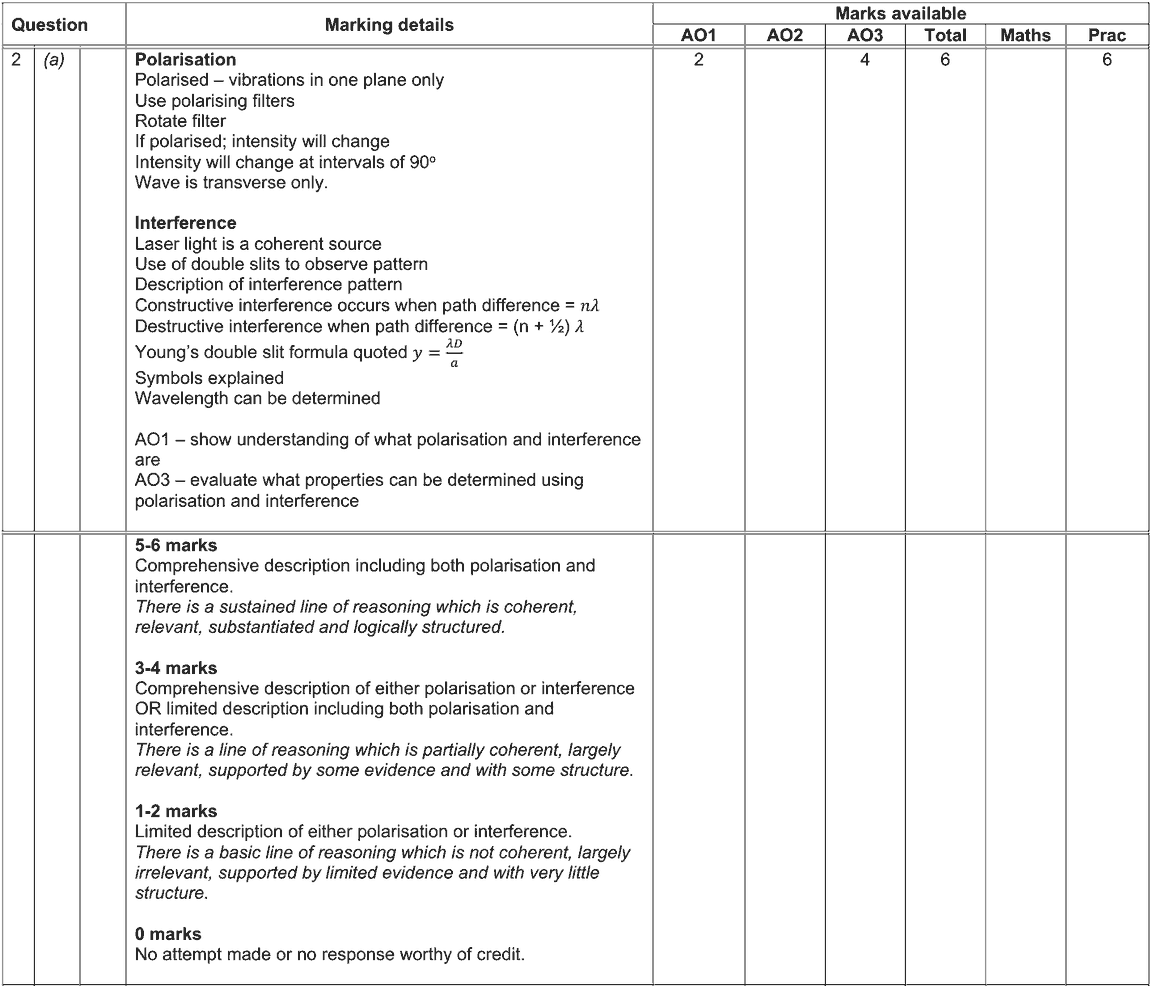 Question Marking details Marks available
AO1 AO2 AO3 Total Maths Prac
2 (a) Polarisation 2 4 6 6
Polarised – vibrations in one plane only
Use polarising filters
Rotate filter
If polarised; intensity will change
Intensity will change at intervals of 90º
Wave is transverse only.
Interference
Laser light is a coherent source
Use of double slits to observe pattern
Description of interference pattern
Constructive interference occurs when path difference = nλ
Destructive interference when path difference = (n + ½) λ
Young's double slit formula quoted y = λD/a
Symbols explained
Wavelength can be determined
AO1 – show understanding of what polarisation and interference
are
AO3 – evaluate what properties can be determined using
polarisation and interference
5-6 marks
Comprehensive description including both polarisation and
interference.
There is a sustained line of reasoning which is coherent,
relevant, substantiated and logically structured.
3-4 marks
Comprehensive description of either polarisation or interference
OR limited description including both polarisation and
interference.
There is a line of reasoning which is partially coherent, largely
relevant, supported by some evidence and with some structure.
1-2 marks
Limited description of either polarisation or interference.
There is a basic line of reasoning which is not coherent, largely
irrelevant, supported by limited evidence and with very little
structure.
0 marks
No attempt made or no response worthy of credit.